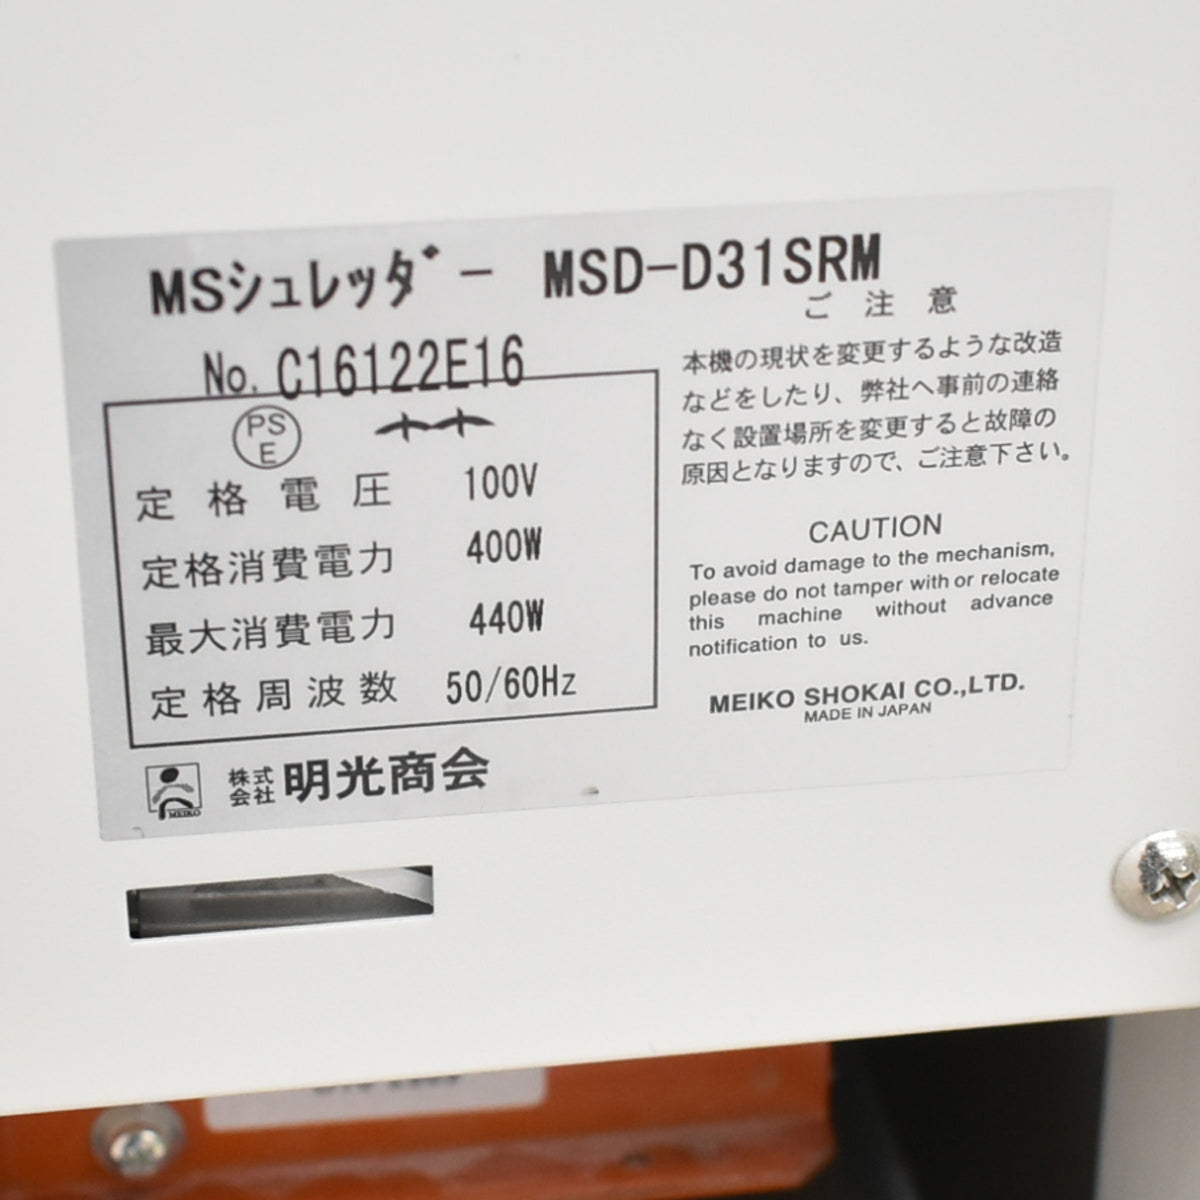 MSシュレッダー MSD-D31SRM
No. C16122E16
PS
E
定格電圧 100V
定格消費電力 400W
最大消費電力 440W
定格周波数 50/60Hz
MEIKO
株式
会社 明光商会
ご注意
本機の現状を変更するような改造
などをしたり、弊社へ事前の連絡
なく設置場所を変更すると故障の
原因となりますので、ご注意下さい。
CAUTION
To avoid damage to the mechanism,
please do not tamper with or relocate
this machine without advance
notification to us.
MEIKO SHOKAI CO.,LTD.
MADE IN JAPAN